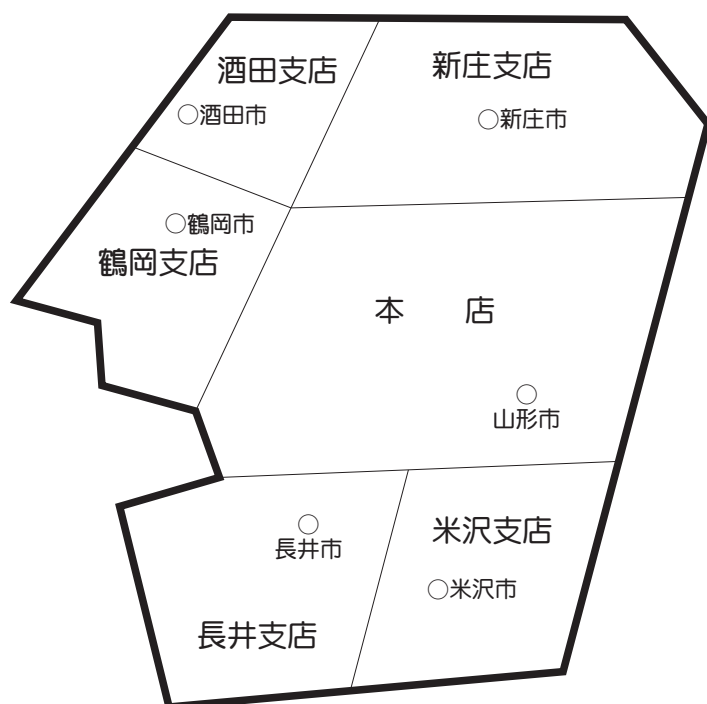 酒田支店
○酒田市
新庄支店
○新庄市
○鶴岡市
鶴岡支店
本　店
○
山形市
○
長井市
長井支店
米沢支店
○米沢市